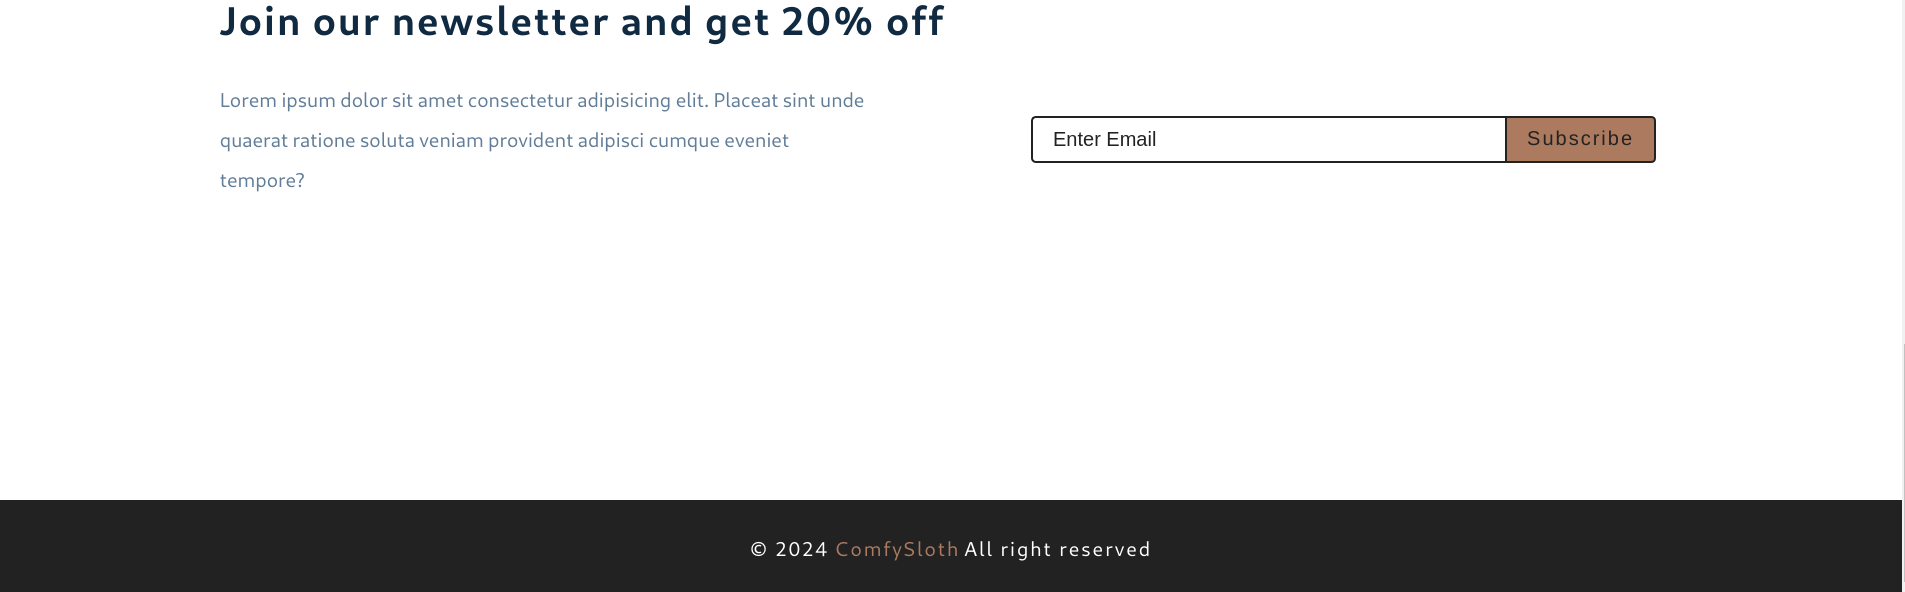 Join our newsletter and get 20% off
Lorem ipsum dolor sit amet consectetur adipisicing elit. Placeat sint unde
quaerat ratione soluta veniam provident adipisci cumque eveniet
tempore?
Enter Email
Subscribe
© 2024 ComfySloth All right reserved